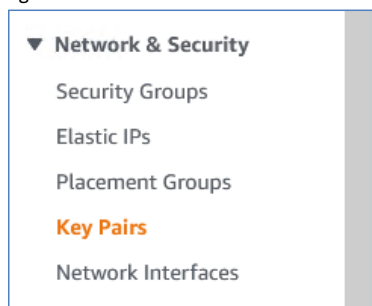 Network & Security
Security Groups
Elastic IPs
Placement Groups
Key Pairs
Network Interfaces